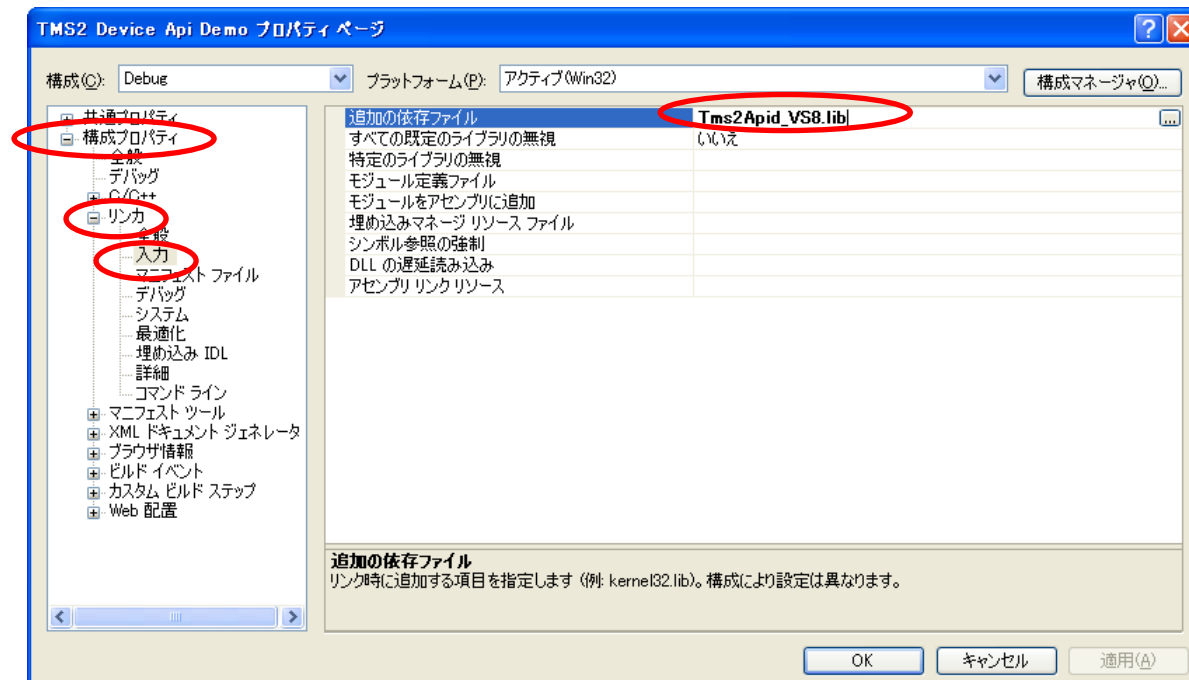 TMS2 Device Api Demo プロパティ ページ
構成(C): Debug プラットフォーム(P): アクティブ(Win32) 構成マネージャ(O)...
共通プロパティ
構成プロパティ
全般
デバッグ
C/C++
リンカ
全般
入力
マニフェスト ファイル
デバッグ
システム
最適化
埋め込み IDL
詳細
コマンド ライン
マニフェスト ツール
XML ドキュメント ジェネレータ
ブラウザ情報
ビルド イベント
カスタム ビルド ステップ
Web 配置
追加の依存ファイル Tms2Apid_VS8.lib ...
すべての既定のライブラリの無視 いいえ
特定のライブラリの無視
モジュール定義ファイル
モジュールをアセンブリに追加
埋め込みマネージ リソース ファイル
シンボル参照の強制
DLL の遅延読み込み
アセンブリ リンク リソース
追加の依存ファイル
リンク時に追加する項目を指定します (例: kernel32.lib)。構成により設定は異なります。
OK キャンセル 適用(A)